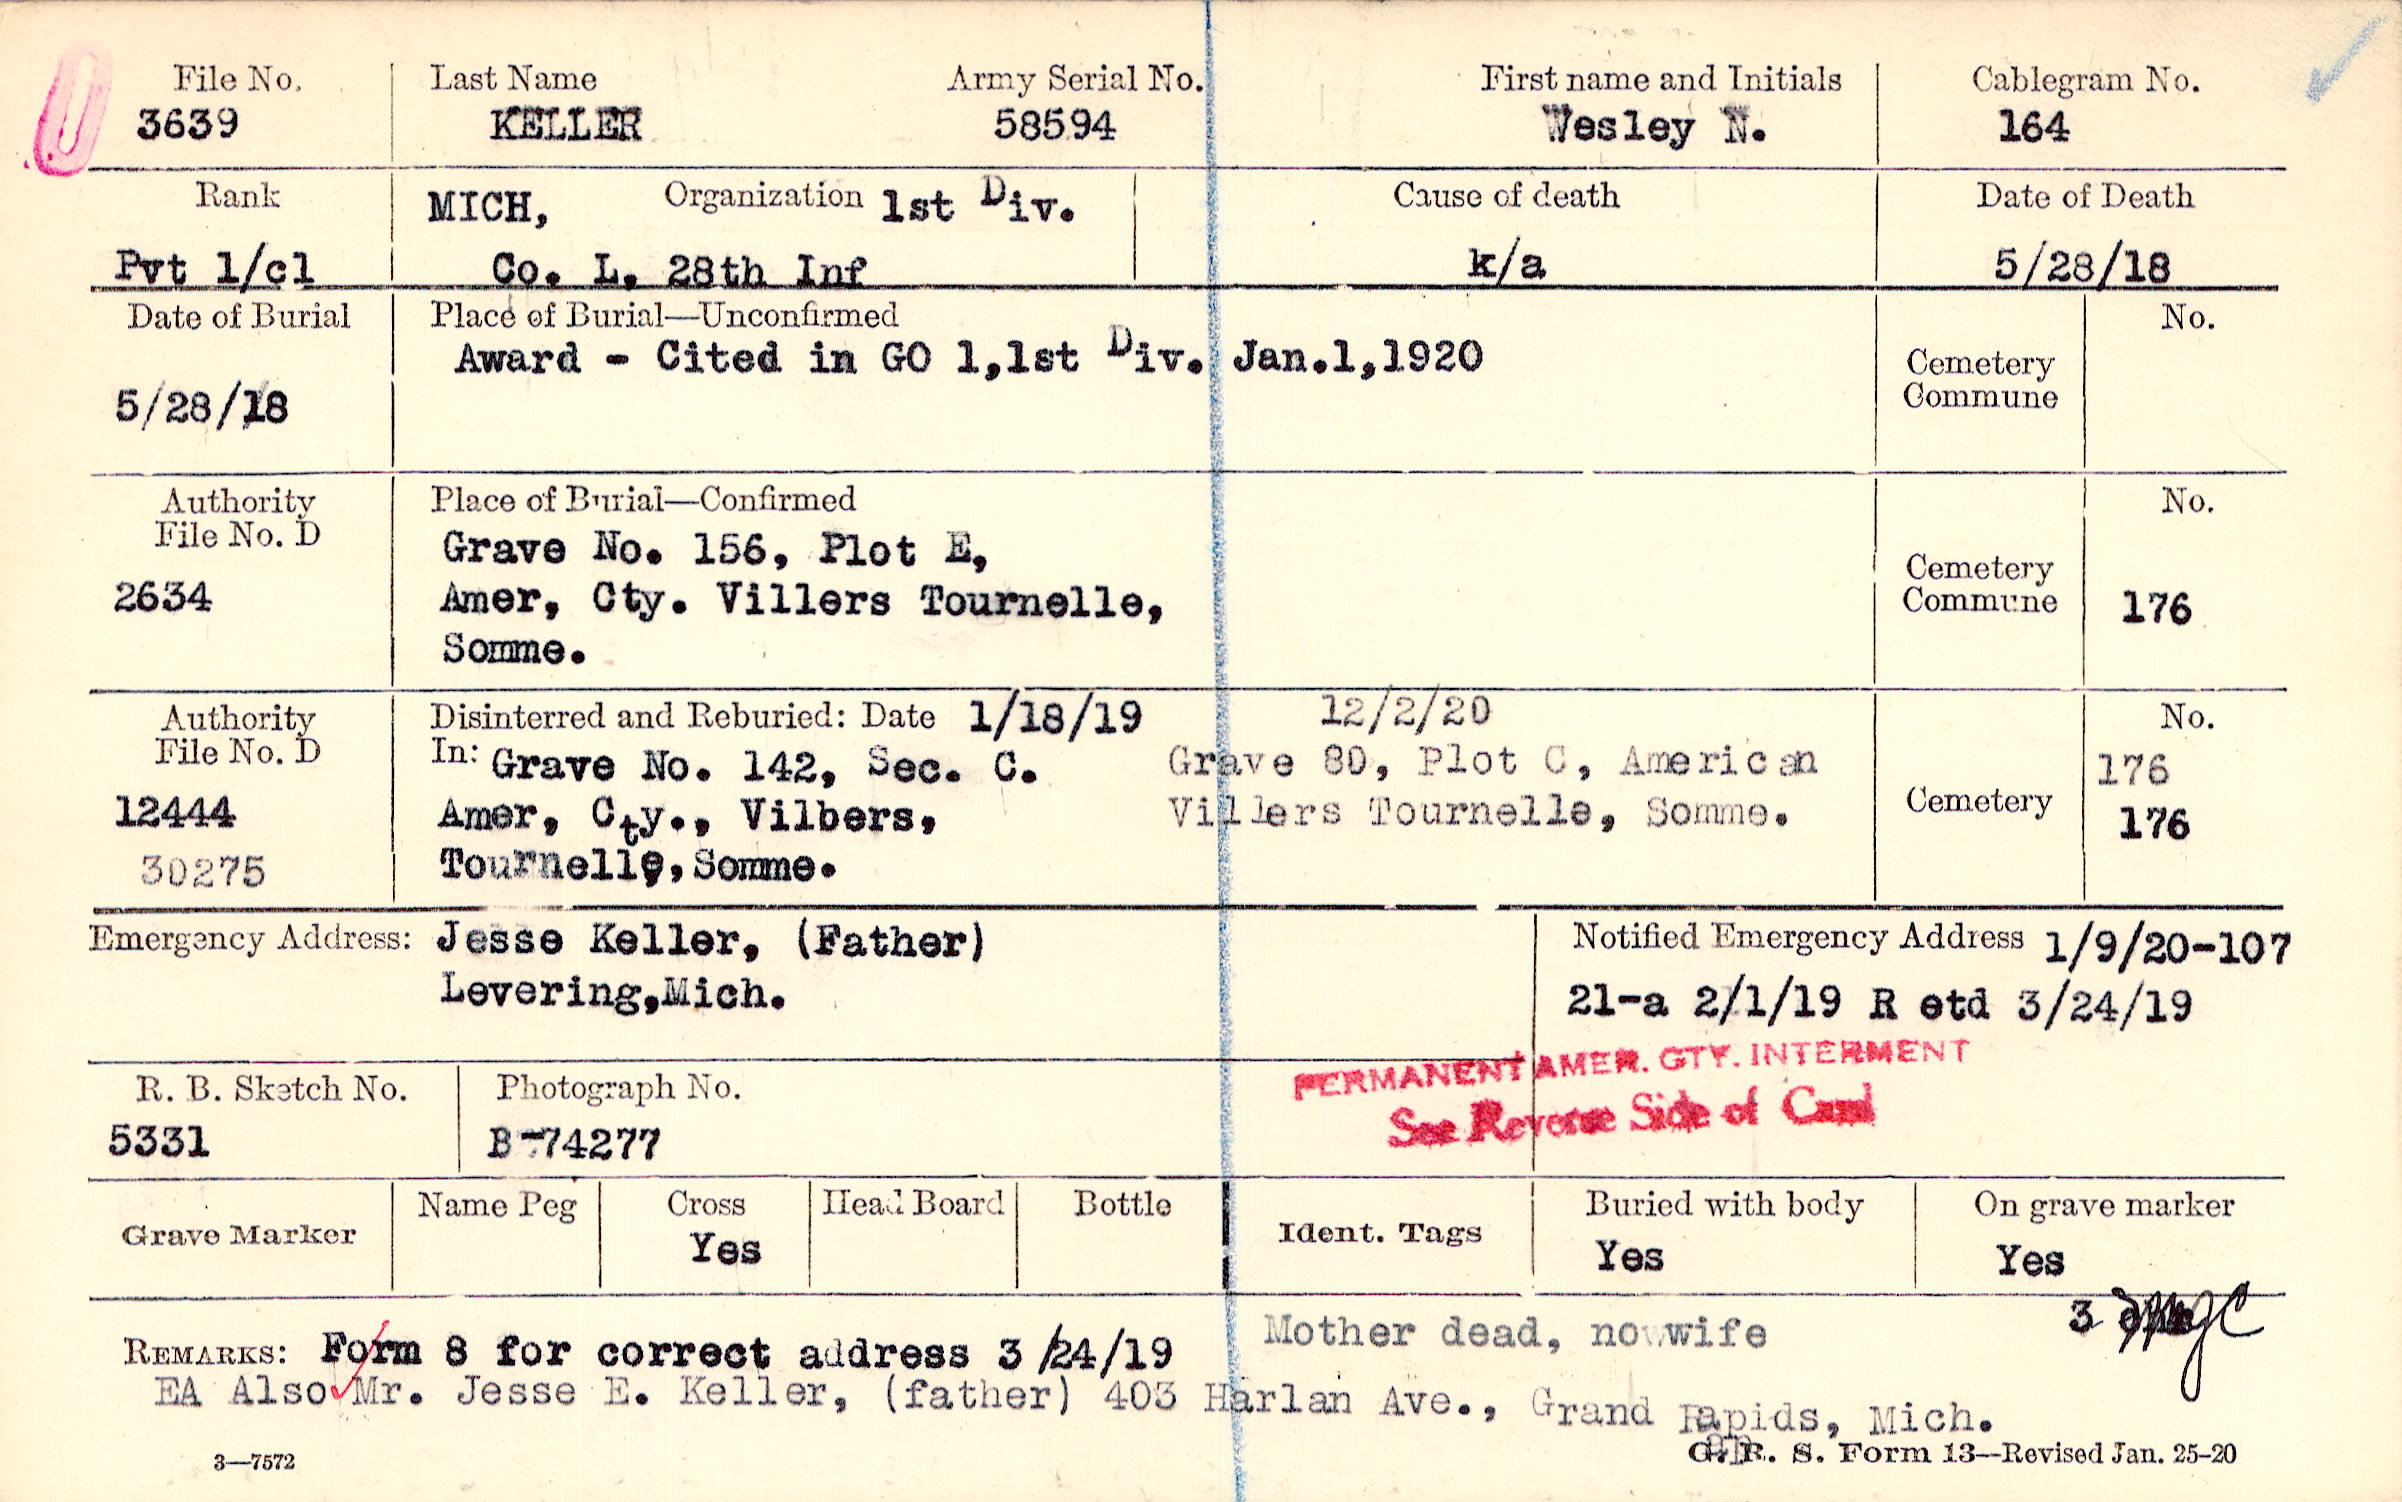 File No. Last Name Army Serial No. First name and Initials Cablegram No.
3639 KELLER 58594 Wesley N. 164
Rank MICH, Organization 1st Div. Cause of death Date of Death
Pvt 1/cl Co. L, 28th Inf k/a 5/28/18
Date of Burial Place of Burial—Unconfirmed No.
Award - Cited in GO 1,1st Div. Jan.1,1920 Cemetery
5/28/18 Commune
Authority Place of Burial—Confirmed No.
File No. D Grave No. 156, Plot E, Cemetery
2634 Amer, Cty. Villers Tournelle, Commune 176
Somme.
Authority Disinterred and Reburied: Date 1/18/19 12/2/20 No.
File No. D In: Grave No. 142, Sec. C. Grave 80, Plot C, American 176
12444 Amer, Cty., Vilbers, Villers Tournelle, Somme. Cemetery 176
30275 Tournelle, Somme.
Emergency Address: Jesse Keller, (Father) Notified Emergency Address 1/9/20-107
Levering,Mich. 21-a 2/1/19 R etd 3/24/19
PERMANENT AMER. CTY. INTERMENT
R. B. Sketch No. Photograph No. See Reverse Side of Card
5331 B-74277
Grave Marker Name Peg Cross Head Board Bottle Ident. Tags Buried with body On grave marker
Yes Yes Yes
3
REMARKS: Form 8 for correct address 3/24/19 Mother dead, no wife
EA Also Mr. Jesse E. Keller, (father) 403 Harlan Ave., Grand Rapids, Mich.
3—7572 G. R. S. Form 13—Revised Jan. 25-20